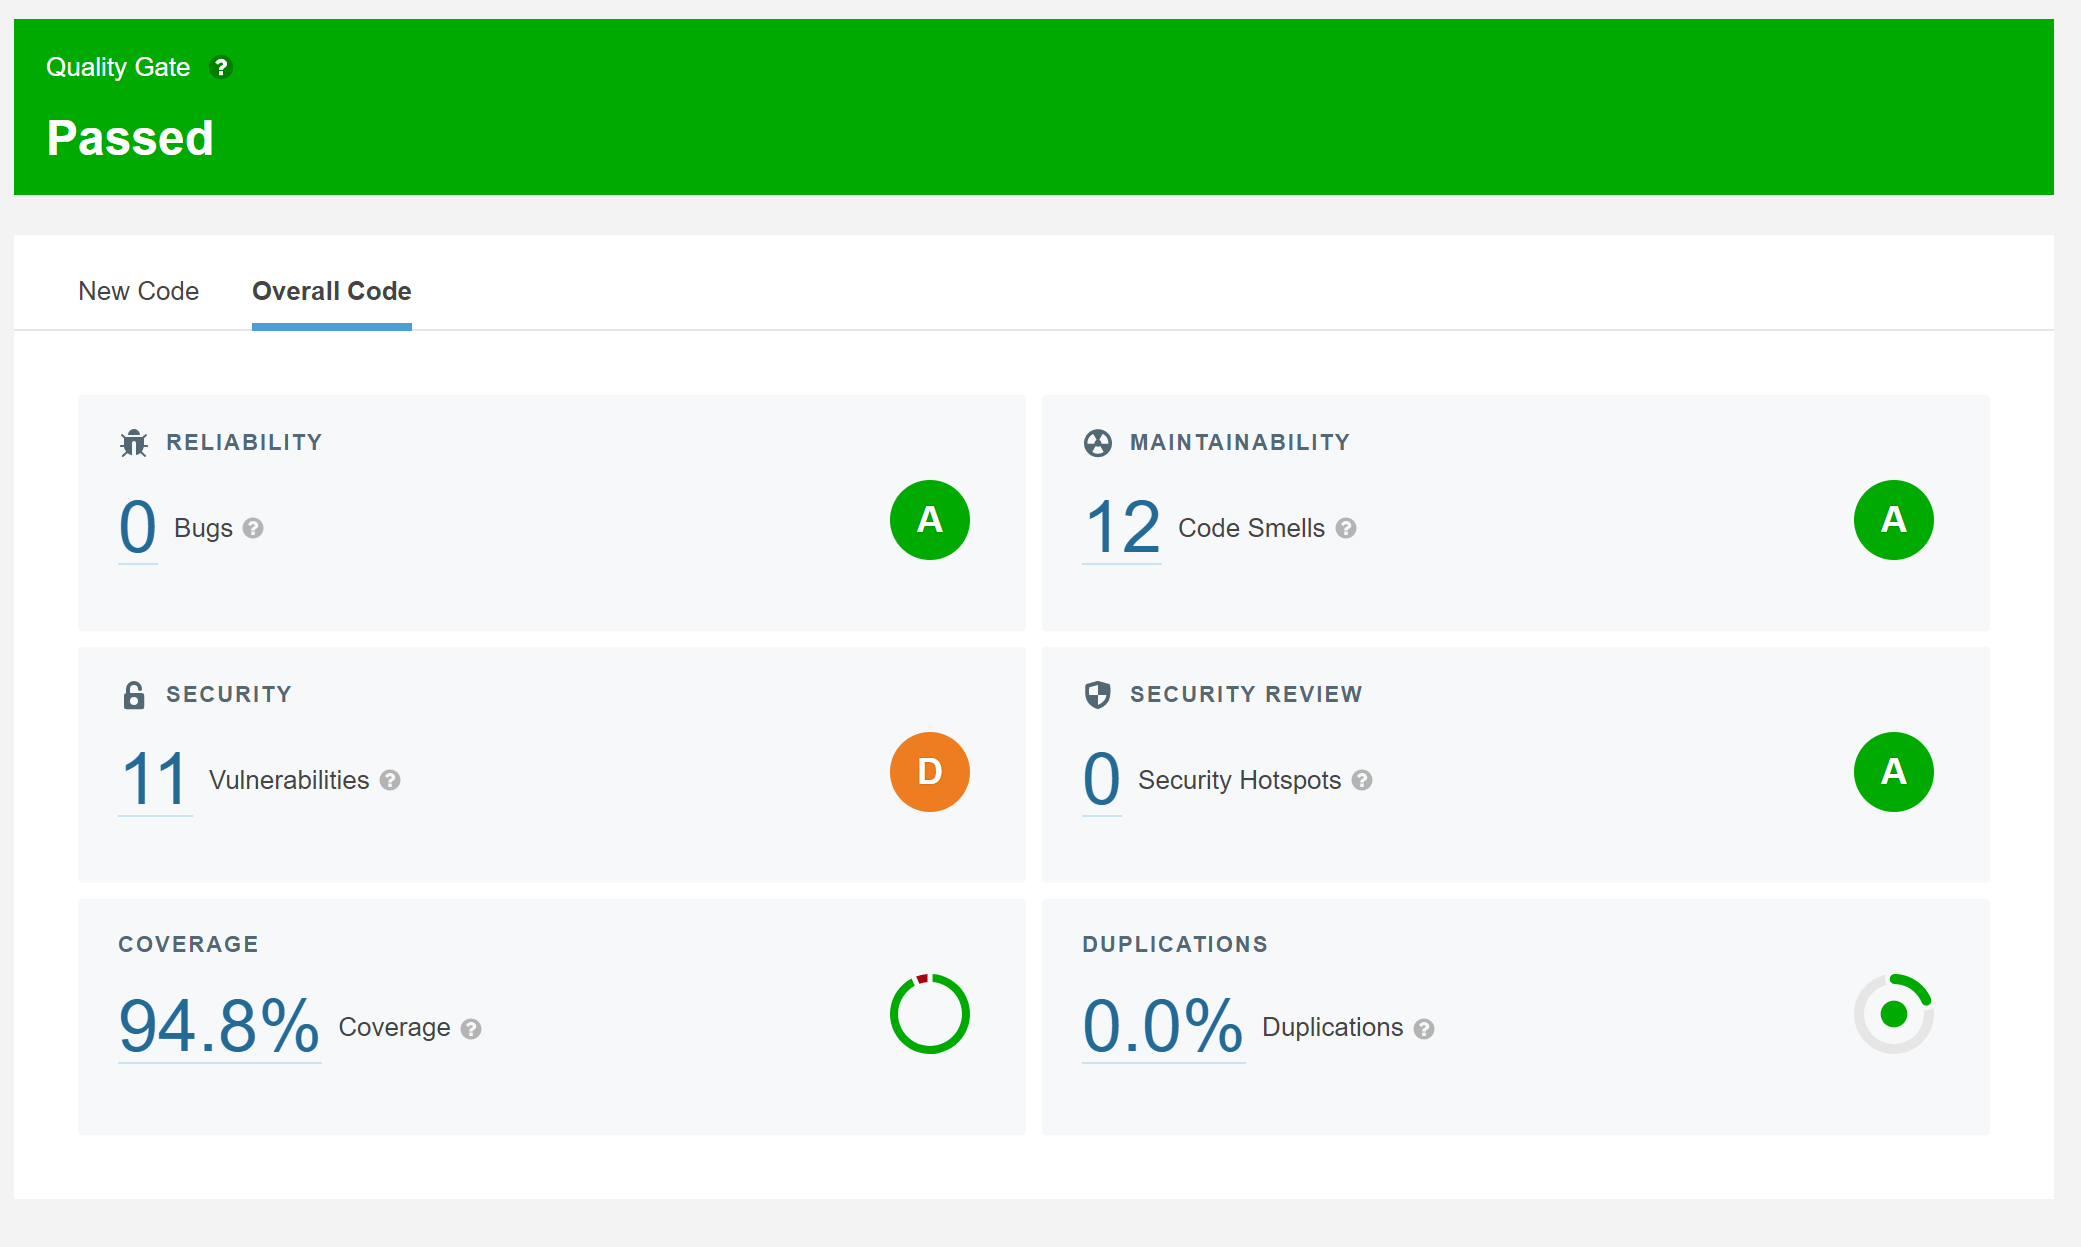 Quality Gate ?
Passed
New Code Overall Code
RELIABILITY
0 Bugs ?
A
MAINTAINABILITY
12 Code Smells ?
A
SECURITY
11 Vulnerabilities ?
D
SECURITY REVIEW
0 Security Hotspots ?
A
COVERAGE
94.8% Coverage ?
DUPLICATIONS
0.0% Duplications ?